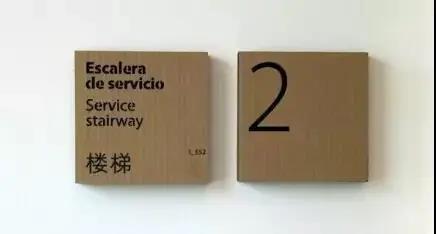 Escalera
de servicio
Service
stairway
楼梯
2